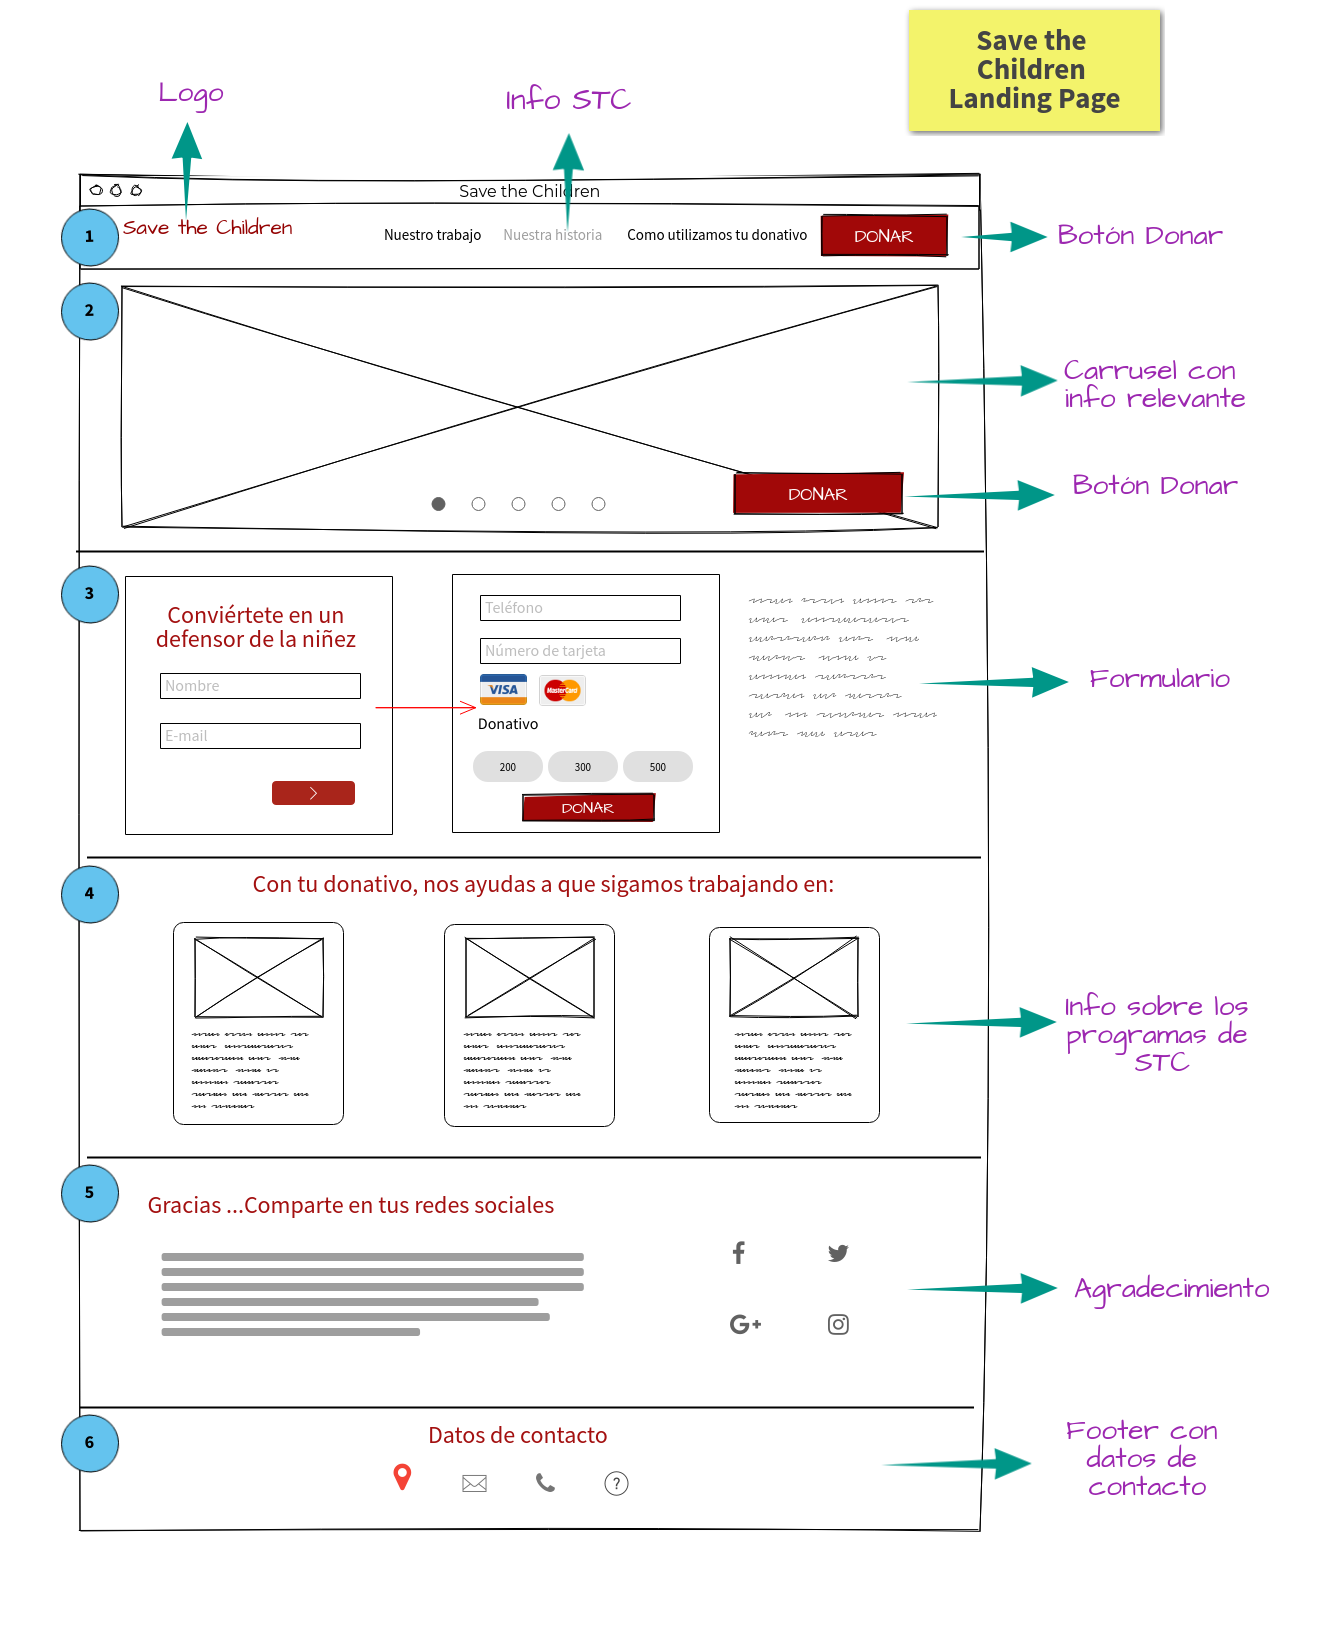 Save the
Children
Landing Page
Logo
Info STC
Save the Children
1
Save the Children
Nuestro trabajo
Nuestra historia
Como utilizamos tu donativo
DONAR
Botón Donar
2
Carrusel con
info relevante
DONAR
Botón Donar
3
Conviértete en un
defensor de la niñez
Nombre
E-mail
Teléfono
Número de tarjeta
VISA
MasterCard
Donativo
200
300
500
DONAR
Formulario
4
Con tu donativo, nos ayudas a que sigamos trabajando en:
Info sobre los
programas de
STC
5
Gracias ...Comparte en tus redes sociales
G+
Agradecimiento
6
Datos de contacto
?
Footer con
datos de
contacto